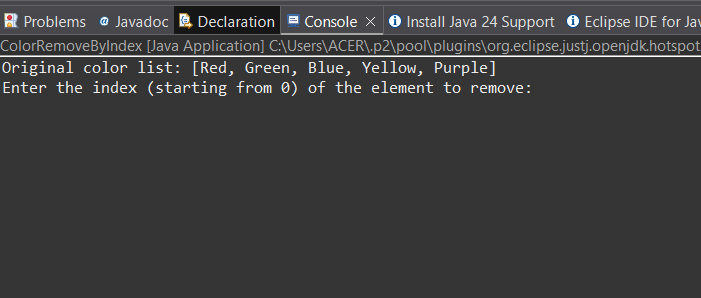 Problems @ Javadoc Declaration Console Install Java 24 Support Eclipse IDE for Jav
ColorRemoveByIndex [Java Application] C:\Users\ACER\.p2\pool\plugins\org.eclipse.justj.openjdk.hotspot
Original color list: [Red, Green, Blue, Yellow, Purple]
Enter the index (starting from 0) of the element to remove: